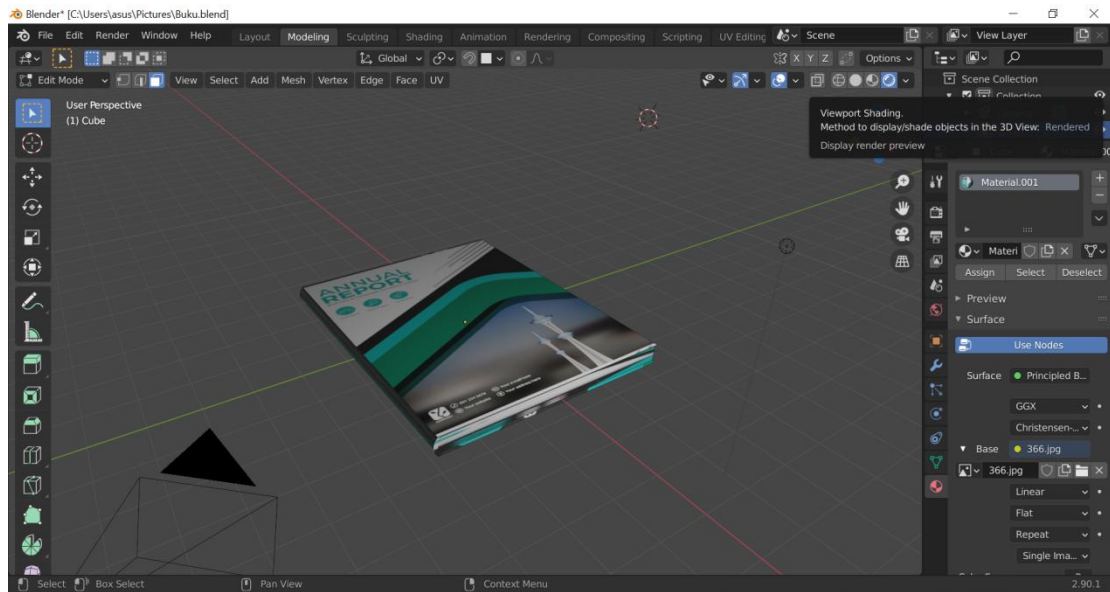 Blender* [C:\Users\asus\Pictures\Buku.blend]
File Edit Render Window Help Layout Modeling Sculpting Shading Animation Rendering Compositing Scripting UV Editing Scene View Layer
Global X Y Z Options
Edit Mode View Select Add Mesh Vertex Edge Face UV
Scene Collection
Collection
User Perspective
(1) Cube
Viewport Shading.
Method to display/shade objects in the 3D View: Rendered
Display render preview
Material.001
Materi
Assign Select Deselect
Preview
Surface
Use Nodes
Surface Principled B...
GGX
Christensen-...
Base 366.jpg
366.jpg
Linear
Flat
Repeat
Single Ima...
ANNUAL
REPORT
Select Box Select Pan View Context Menu 2.90.1